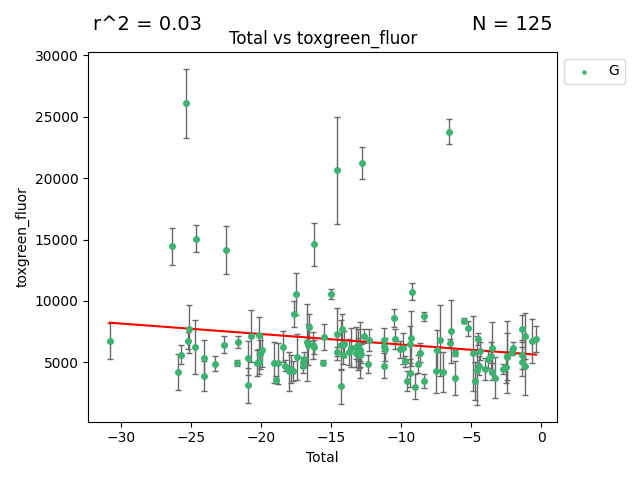 r^2 = 0.03
N = 125
Total vs toxgreen_fluor
G
30000
25000
20000
15000
10000
5000
toxgreen_fluor
−30
−25
−20
−15
−10
−5
0
Total